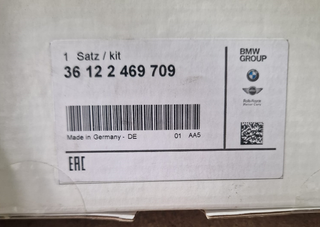 1 Satz / kit
36 12 2 469 709
Made in Germany - DE 01 AA5
EAC
BMW
GROUP